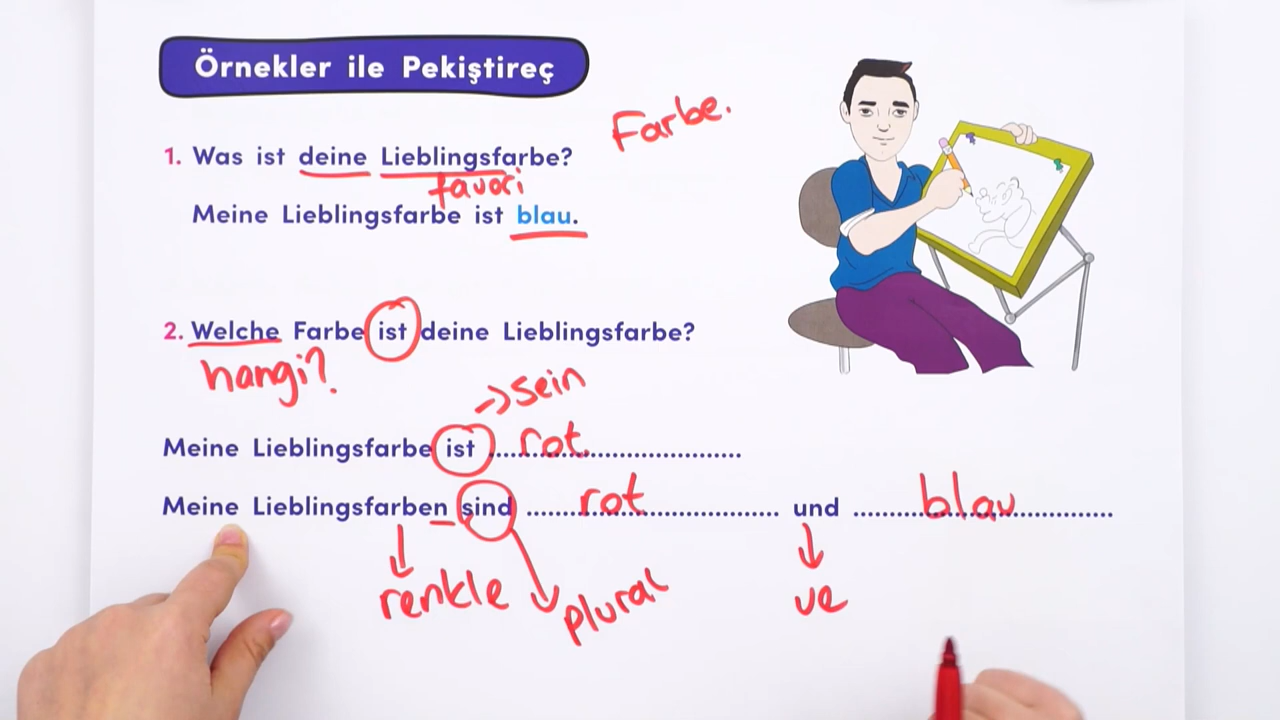 Örnekler ile Pekiştireç
Farbe.
1. Was ist deine Lieblingsfarbe?
favori
Meine Lieblingsfarbe ist blau.
2. Welche Farbe ist deine Lieblingsfarbe?
hangi?
→ sein
Meine Lieblingsfarbe ist ....rot..........................
Meine Lieblingsfarben sind ........rot.................. und ..........blau...............
renkle
plural
ve